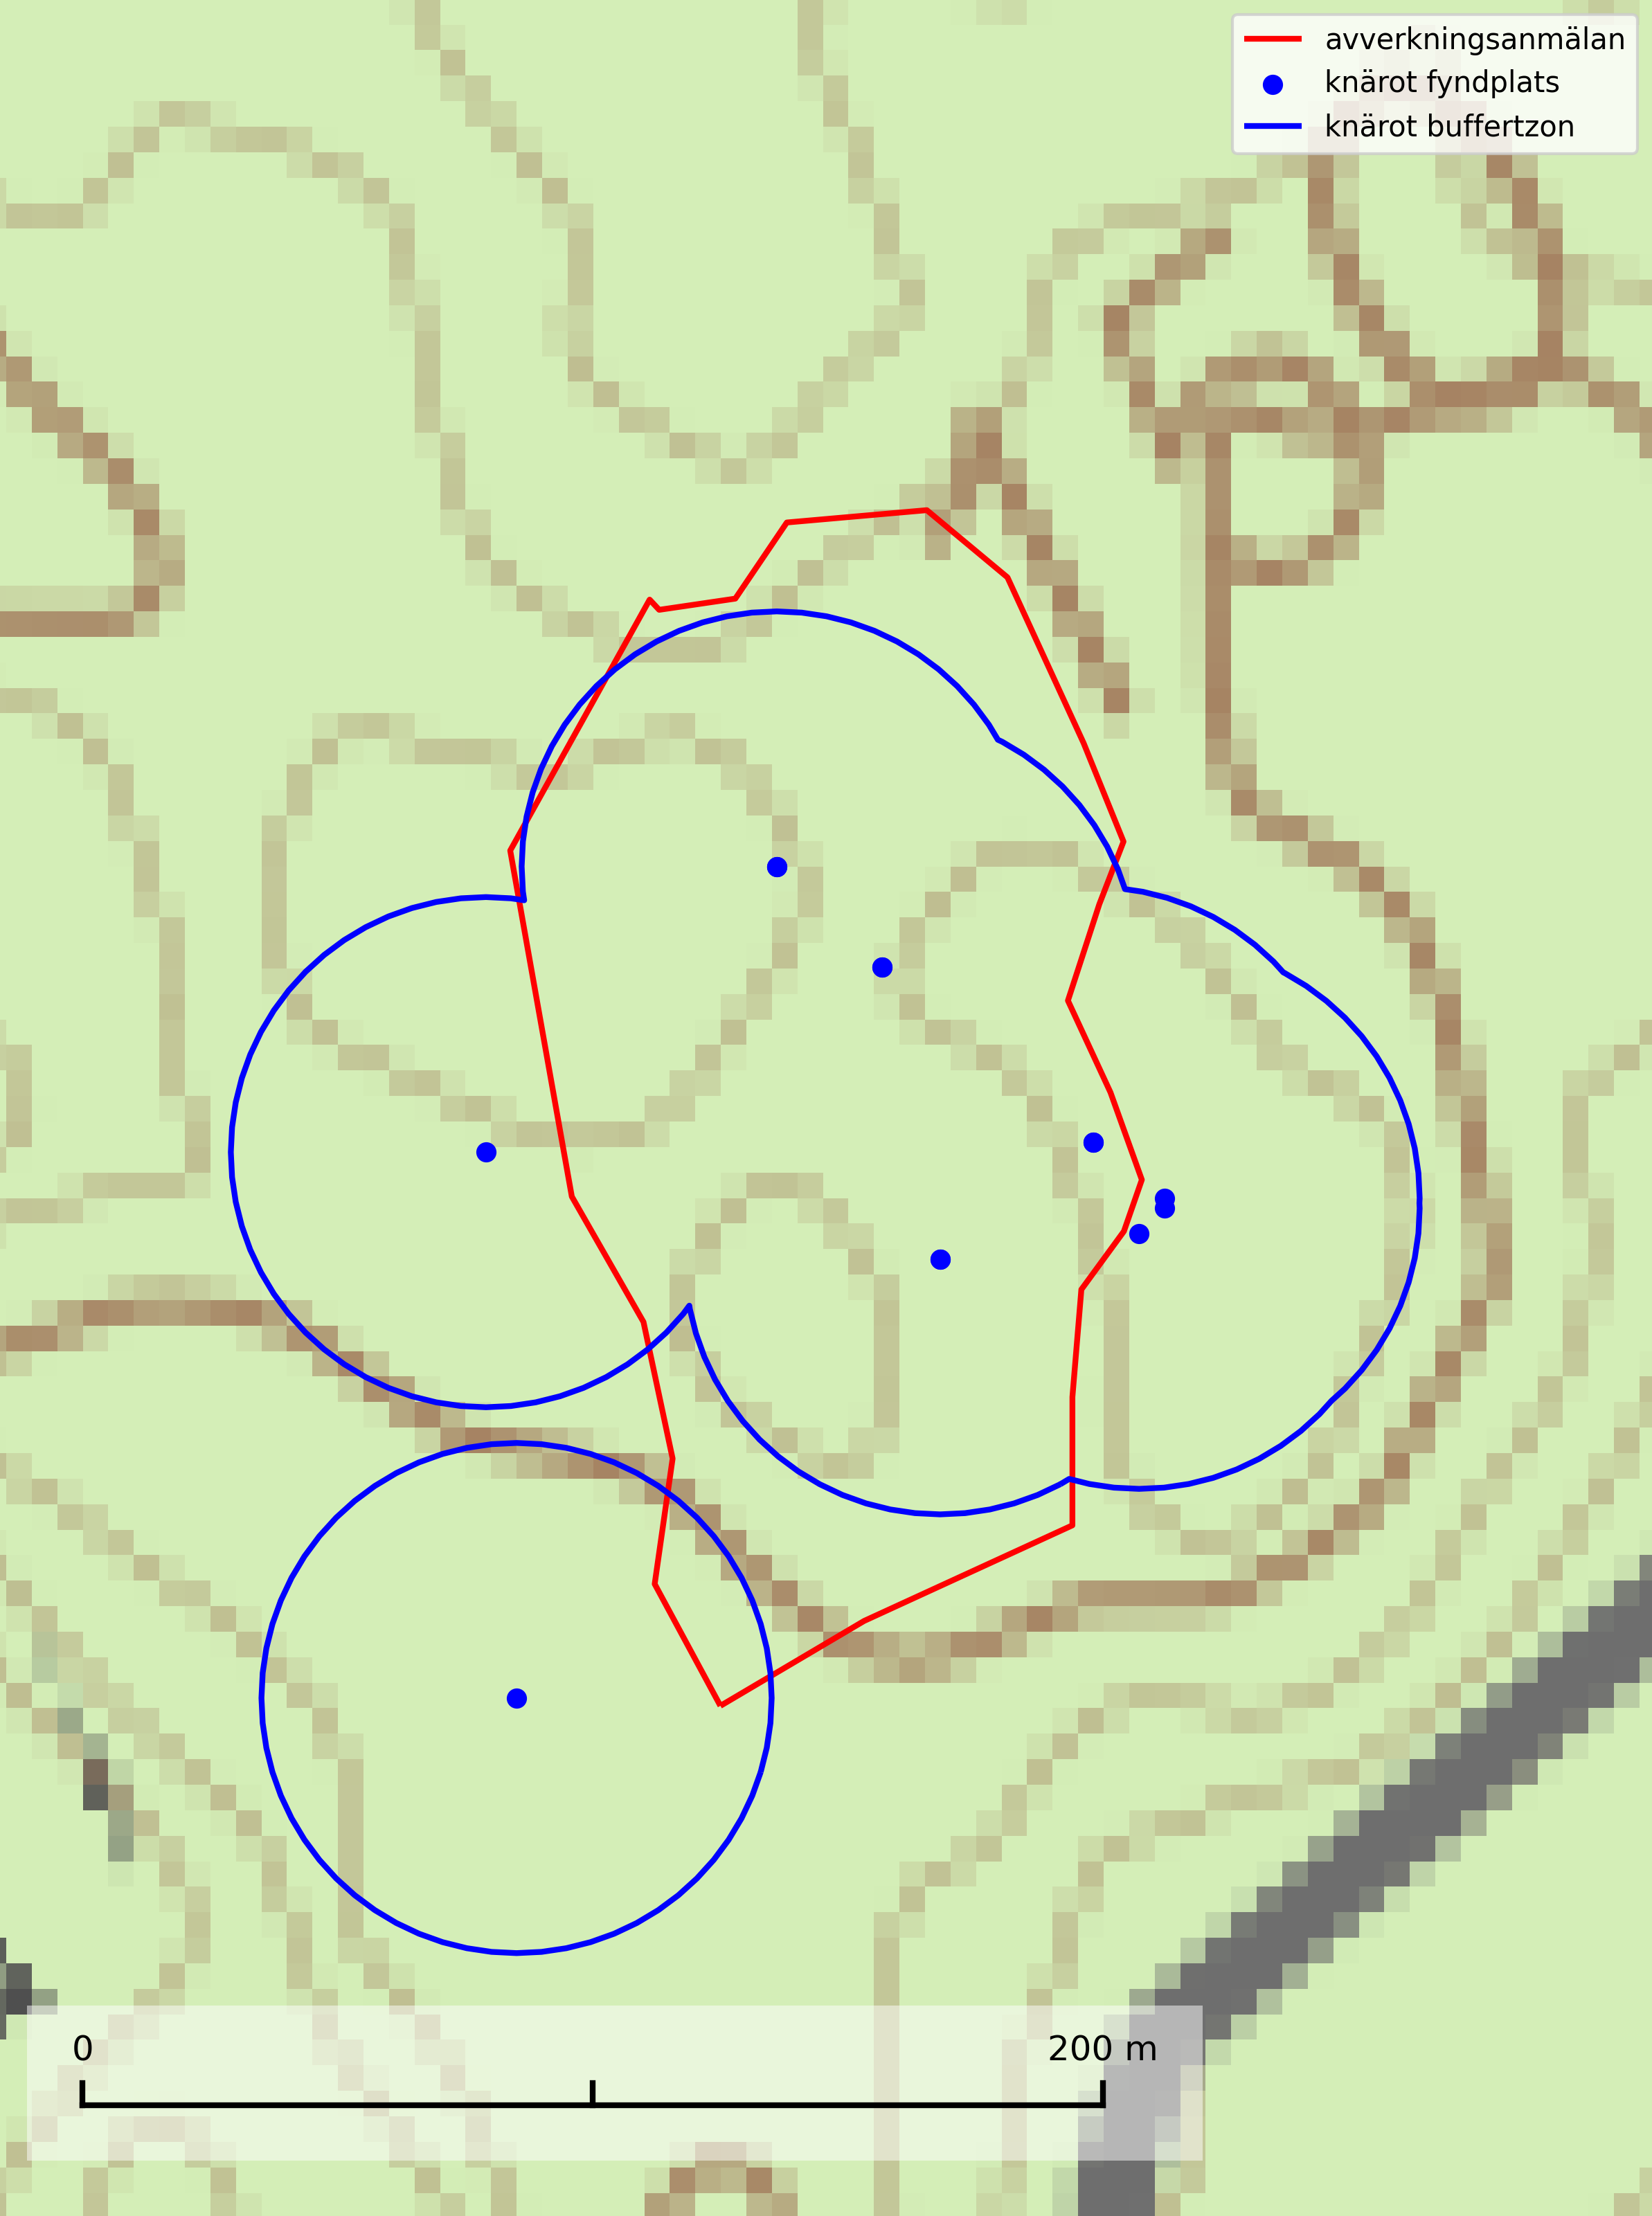 avverkningsanmälan
knärot fyndplats
knärot buffertzon
0
200 m